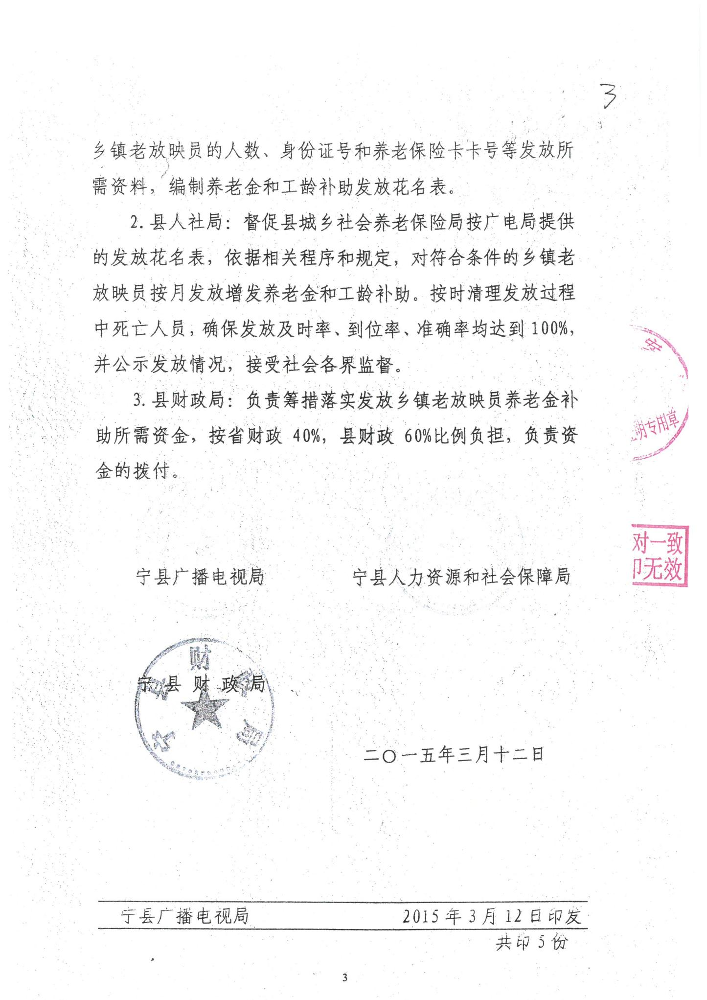 3
乡镇老放映员的人数、身份证号和养老保险卡卡号等发放所
需资料，编制养老金和工龄补助发放花名表。
2.县人社局：督促县城乡社会养老保险局按广电局提供
的发放花名表，依据相关程序和规定，对符合条件的乡镇老
放映员按月发放增发养老金和工龄补助。按时清理发放过程
中死亡人员，确保发放及时率、到位率、准确率均达到100%，
并公示发放情况，接受社会各界监督。
3.县财政局：负责筹措落实发放乡镇老放映员养老金补
助所需资金，按省财政 40%，县财政 60%比例负担，负责资
金的拨付。
专用章
对一致
印无效
宁县广播电视局 宁县人力资源和社会保障局
宁县财政局
宁县财政局
二〇一五年三月十二日
宁县广播电视局 2015年3月12日印发
共印5份
3